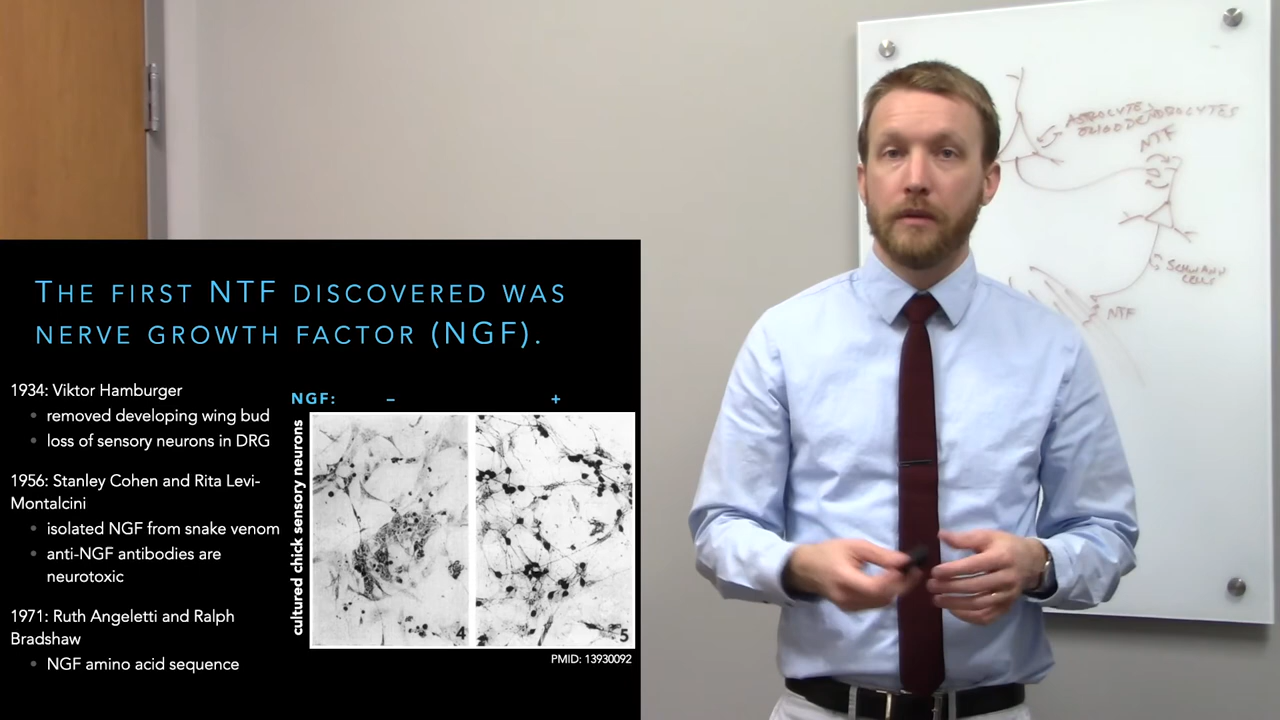 THE FIRST NTF DISCOVERED WAS
NERVE GROWTH FACTOR (NGF).
1934: Viktor Hamburger
• removed developing wing bud
• loss of sensory neurons in DRG
1956: Stanley Cohen and Rita Levi-
Montalcini
• isolated NGF from snake venom
• anti-NGF antibodies are
neurotoxic
1971: Ruth Angeletti and Ralph
Bradshaw
• NGF amino acid sequence
NGF: – +
cultured chick sensory neurons
4
5
PMID: 13930092
ASTROCYTES,
OLIGODENDROCYTES
NTF
SCHWANN
CELLS
NTF